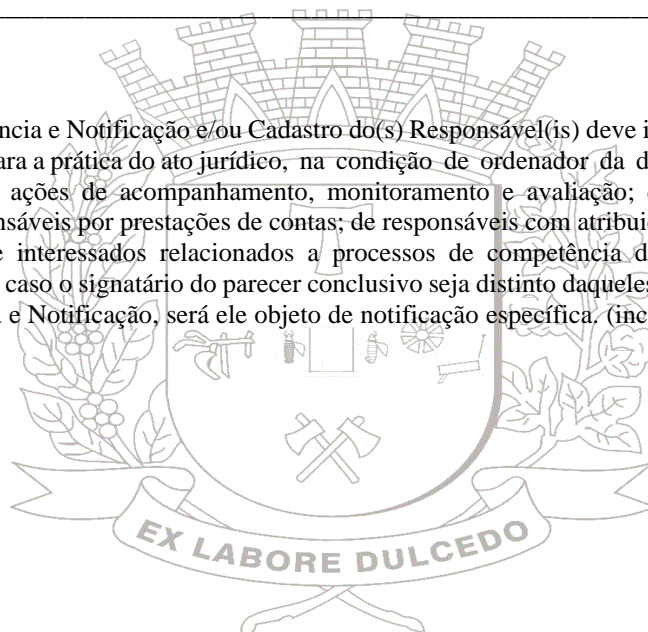 ncia e Notificação e/ou Cadastro do(s) Responsável(is) deve i
ara a prática do ato jurídico, na condição de ordenador da d
ações de acompanhamento, monitoramento e avaliação;
nsáveis por prestações de contas; de responsáveis com atribui
e interessados relacionados a processos de competência d
caso o signatário do parecer conclusivo seja distinto daqueles
a e Notificação, será ele objeto de notificação específica. (inc
EX LABORE DULCEDO